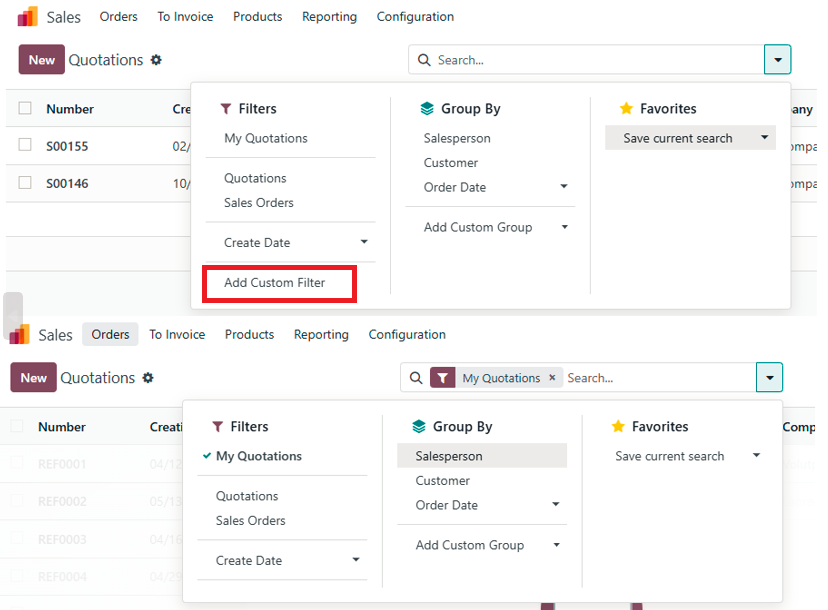 Sales Orders To Invoice Products Reporting Configuration
New Quotations Search...
Filters Group By Favorites
Number Cre any
My Quotations Salesperson Save current search
S00155 02/ ompa
Customer
Quotations Order Date
S00146 10/ ompa
Sales Orders
Add Custom Group
Create Date
Add Custom Filter
Sales Orders To Invoice Products Reporting Configuration
New Quotations My Quotations × Search...
Filters Group By Favorites
Number Creati Comp
My Quotations Salesperson Save current search
REF0001 04/12
Customer
Quotations Order Date
REF0002 05/13
Sales Orders
REF0003 04/16
Add Custom Group
Create Date
REF0004 04/29